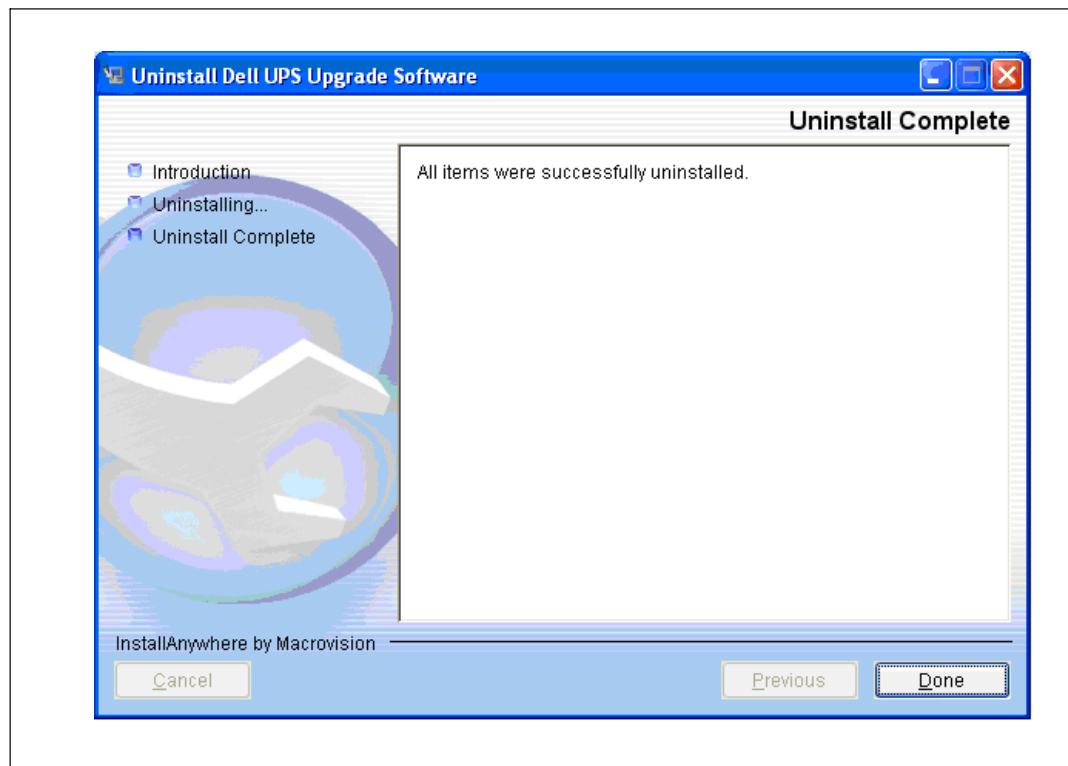 Uninstall Dell UPS Upgrade Software
Uninstall Complete
Introduction
Uninstalling...
Uninstall Complete
All items were successfully uninstalled.
InstallAnywhere by Macrovision
Cancel
Previous
Done